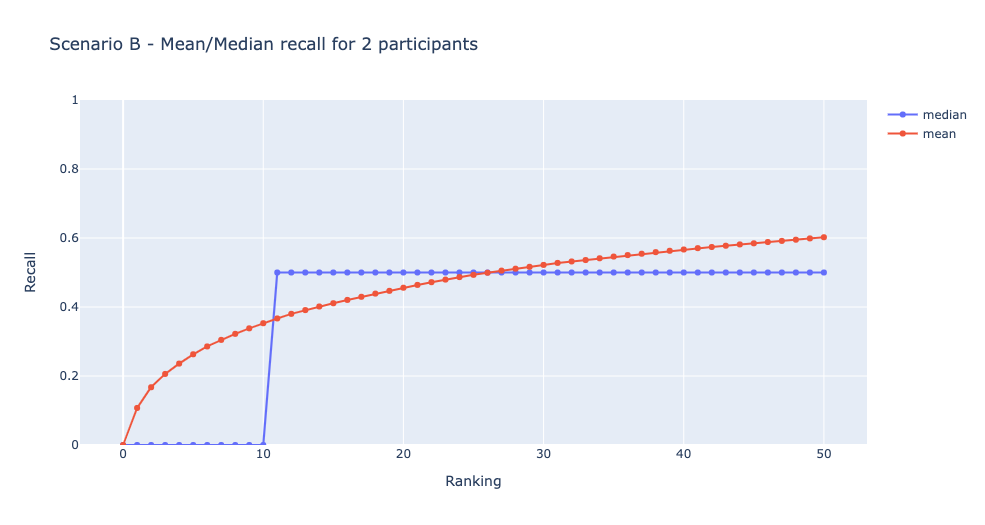 Scenario B - Mean/Median recall for 2 participants
1
0.8
0.6
0.4
0.2
0
Recall
0 10 20 30 40 50
Ranking
median
mean